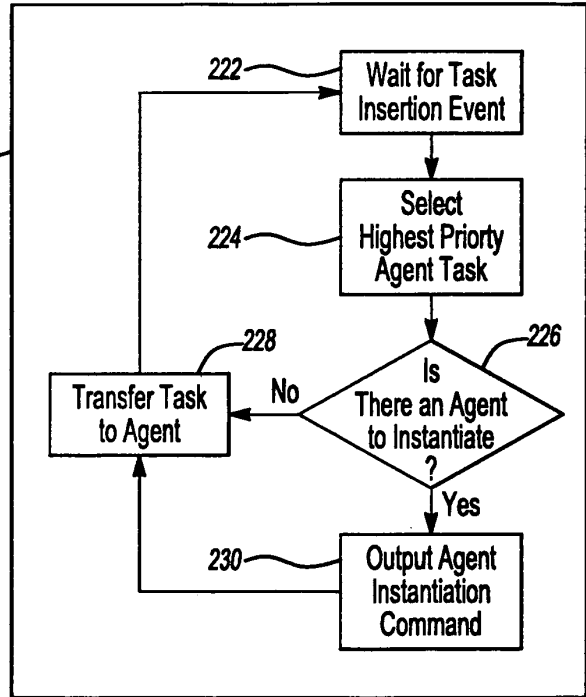 222
Wait for Task
Insertion Event
224
Select
Highest Priorty
Agent Task
226
Is
There an Agent
to Instantiate
?
No
Yes
228
Transfer Task
to Agent
230
Output Agent
Instantiation
Command